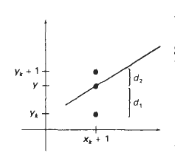 yₖ + 1
y
yₖ
d₂
d₁
xₖ + 1